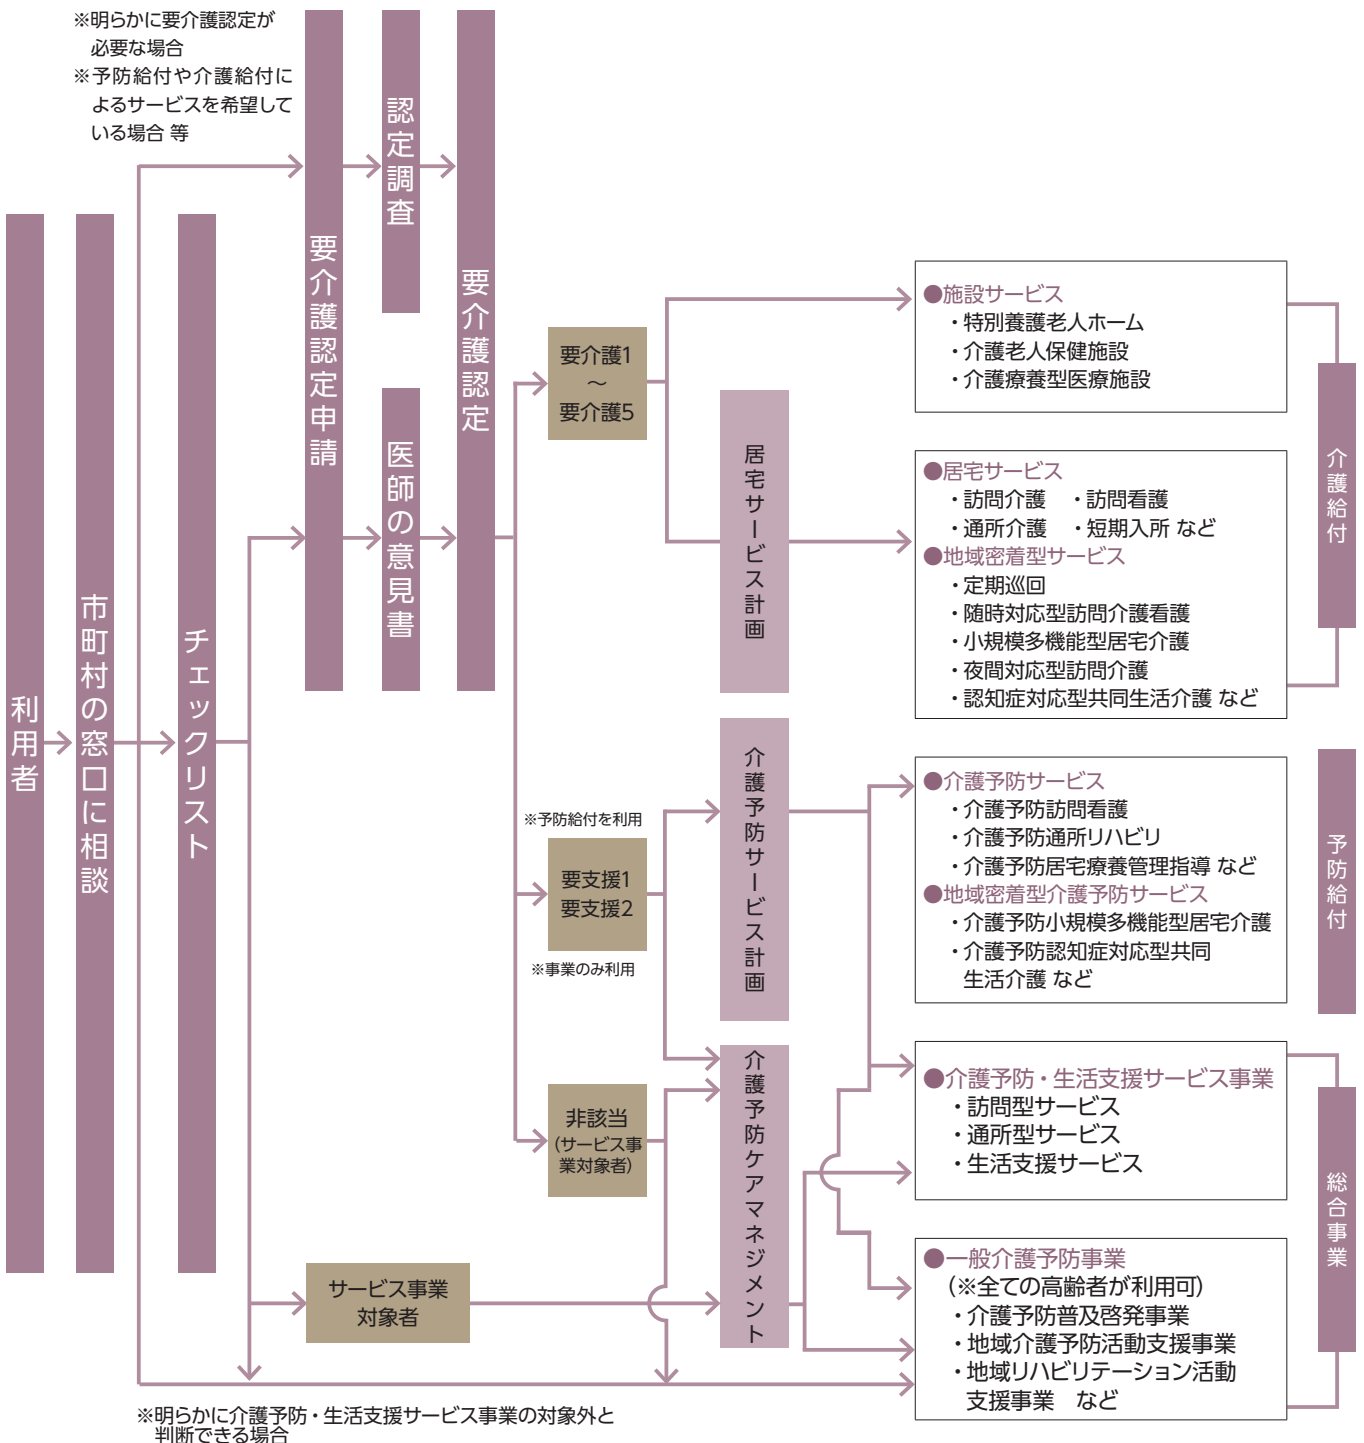 ※明らかに要介護認定が
必要な場合
※予防給付や介護給付に
よるサービスを希望して
いる場合 等
利用者
市町村の窓口に相談
チェックリスト
要介護認定申請
認定調査
医師の意見書
要介護認定
要介護1
～
要介護5
※予防給付を利用
要支援1
要支援2
※事業のみ利用
非該当
(サービス事
業対象者)
サービス事業
対象者
居宅サービス計画
介護予防サービス計画
介護予防ケアマネジメント
●施設サービス
・特別養護老人ホーム
・介護老人保健施設
・介護療養型医療施設
●居宅サービス
・訪問介護 ・訪問看護
・通所介護 ・短期入所 など
●地域密着型サービス
・定期巡回
・随時対応型訪問介護看護
・小規模多機能型居宅介護
・夜間対応型訪問介護
・認知症対応型共同生活介護 など
介護給付
●介護予防サービス
・介護予防訪問看護
・介護予防通所リハビリ
・介護予防居宅療養管理指導 など
●地域密着型介護予防サービス
・介護予防小規模多機能型居宅介護
・介護予防認知症対応型共同
生活介護 など
予防給付
●介護予防・生活支援サービス事業
・訪問型サービス
・通所型サービス
・生活支援サービス
●一般介護予防事業
(※全ての高齢者が利用可)
・介護予防普及啓発事業
・地域介護予防活動支援事業
・地域リハビリテーション活動
支援事業 など
総合事業
※明らかに介護予防・生活支援サービス事業の対象外と
判断できる場合